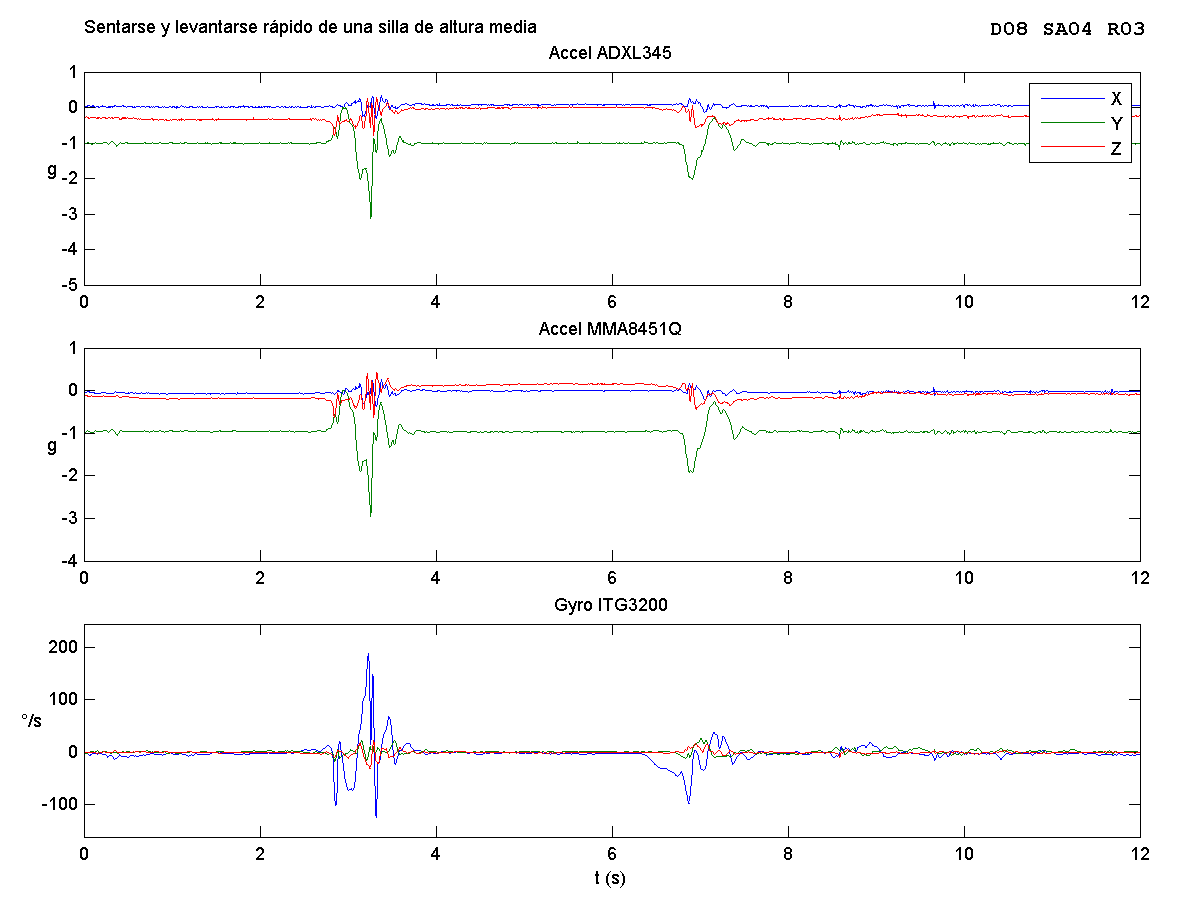 Sentarse y levantarse rápido de una silla de altura media
D08 SA04 R03
Accel ADXL345
1
0
-1
-2
-3
-4
-5
g
X
Y
Z
0 2 4 6 8 10 12
Accel MMA8451Q
1
0
-1
-2
-3
-4
g
0 2 4 6 8 10 12
Gyro ITG3200
200
100
0
-100
°/s
0 2 4 6 8 10 12
t (s)